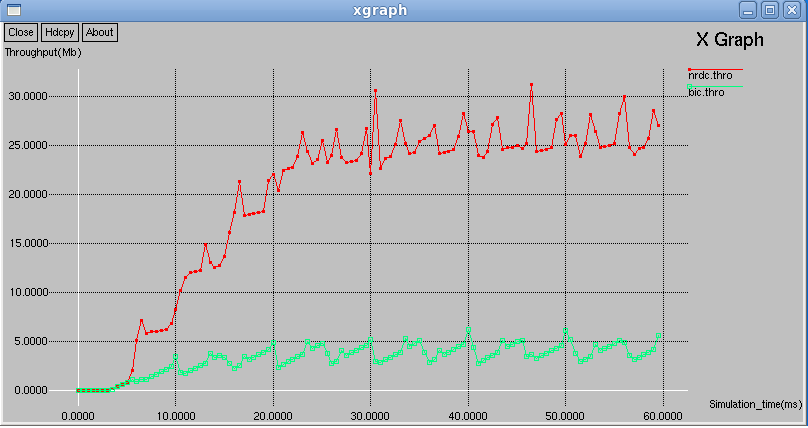 xgraph
Close Hdcpy About
X Graph
Throughput(Mb)
nrdc.thro
bic.thro
30.0000
25.0000
20.0000
15.0000
10.0000
5.0000
0.0000
Simulation_time(ms)
0.0000 10.0000 20.0000 30.0000 40.0000 50.0000 60.0000